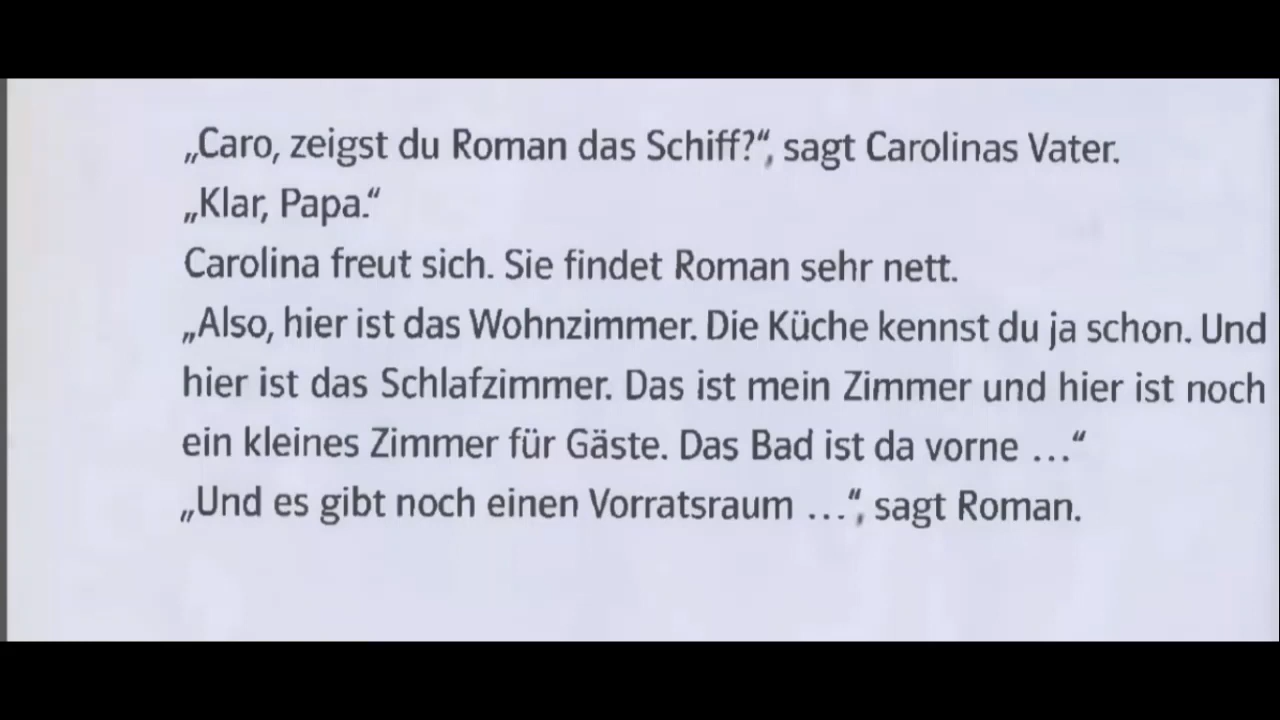 „Caro, zeigst du Roman das Schiff?“, sagt Carolinas Vater.
„Klar, Papa.“
Carolina freut sich. Sie findet Roman sehr nett.
„Also, hier ist das Wohnzimmer. Die Küche kennst du ja schon. Und
hier ist das Schlafzimmer. Das ist mein Zimmer und hier ist noch
ein kleines Zimmer für Gäste. Das Bad ist da vorne …“
„Und es gibt noch einen Vorratsraum …“, sagt Roman.